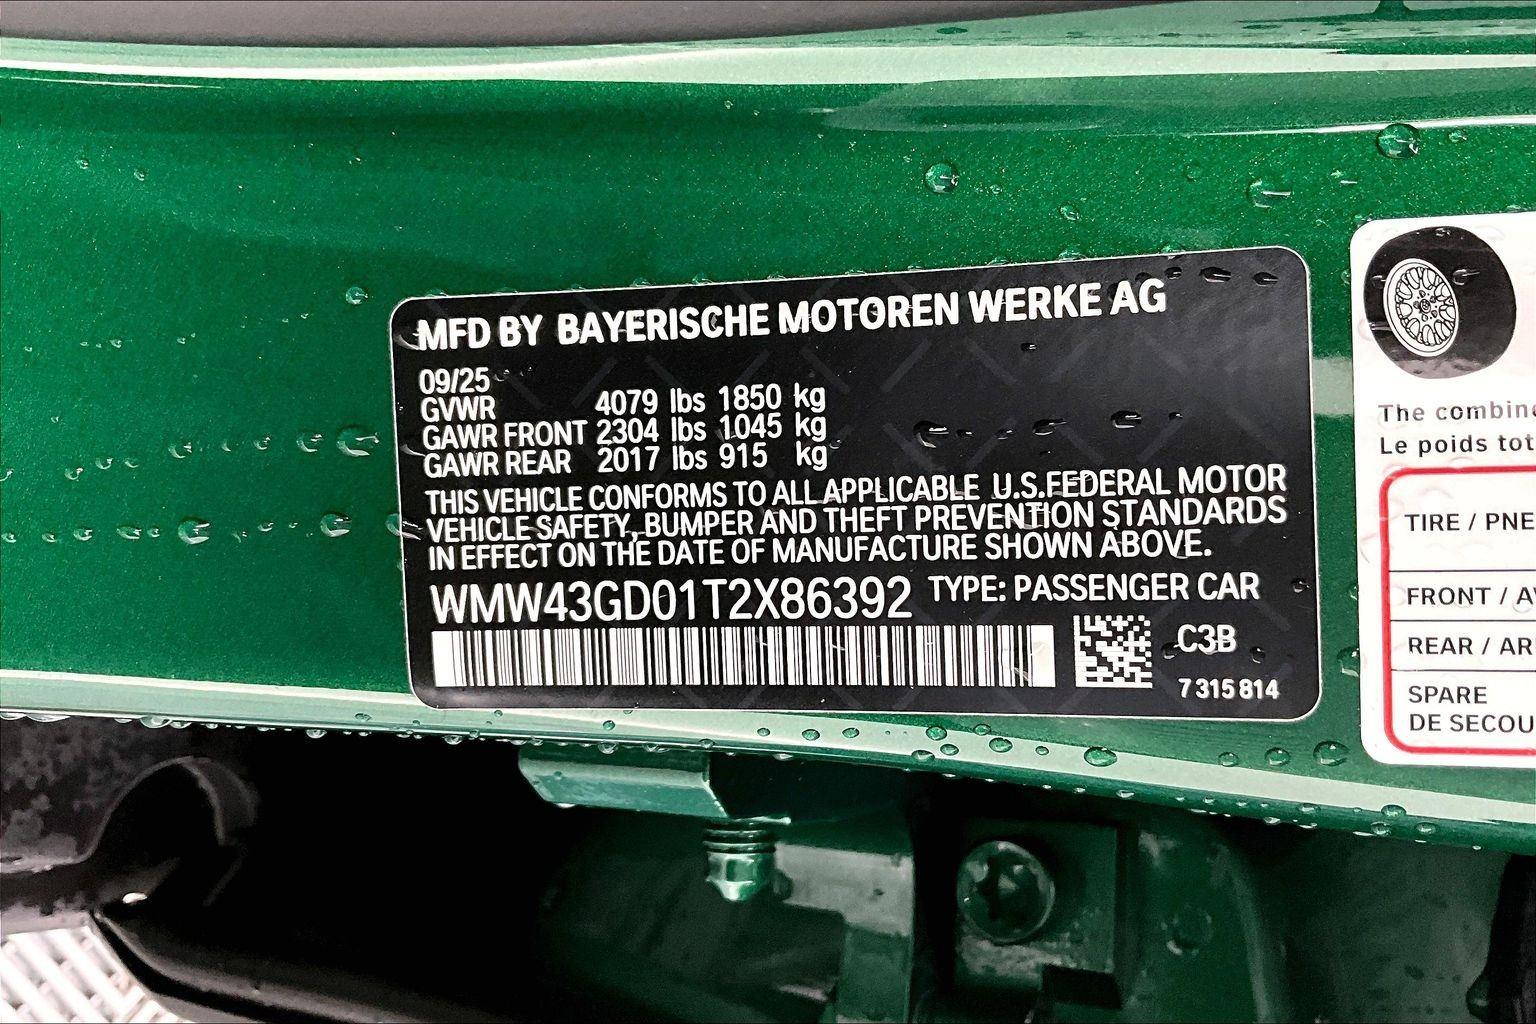 MFD BY BAYERISCHE MOTOREN WERKE AG
09/25
GVWR 4079 lbs 1850 kg
GAWR FRONT 2304 lbs 1045 kg
GAWR REAR 2017 lbs 915 kg
THIS VEHICLE CONFORMS TO ALL APPLICABLE U.S.FEDERAL MOTOR
VEHICLE SAFETY, BUMPER AND THEFT PREVENTION STANDARDS
IN EFFECT ON THE DATE OF MANUFACTURE SHOWN ABOVE.
WMW43GD01T2X86392 TYPE: PASSENGER CAR
C3B
7 315 814
The combin
Le poids tot
TIRE / PNE
FRONT / AV
REAR / AR
SPARE
DE SECOU